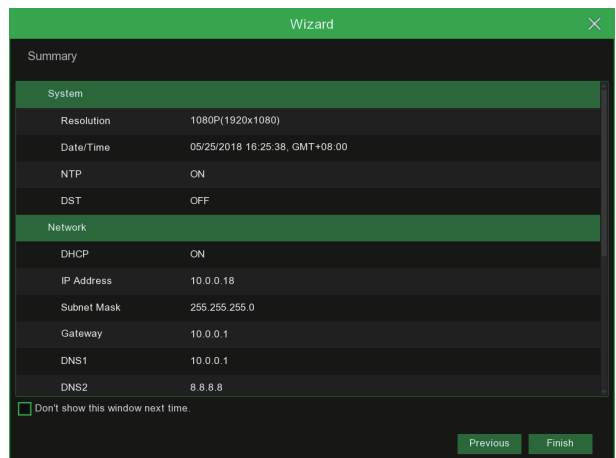 Wizard
Summary
System
Resolution 1080P(1920x1080)
Date/Time 05/25/2018 16:25:38, GMT+08:00
NTP ON
DST OFF
Network
DHCP ON
IP Address 10.0.0.18
Subnet Mask 255.255.255.0
Gateway 10.0.0.1
DNS1 10.0.0.1
DNS2 8.8.8.8
Don't show this window next time.
Previous Finish